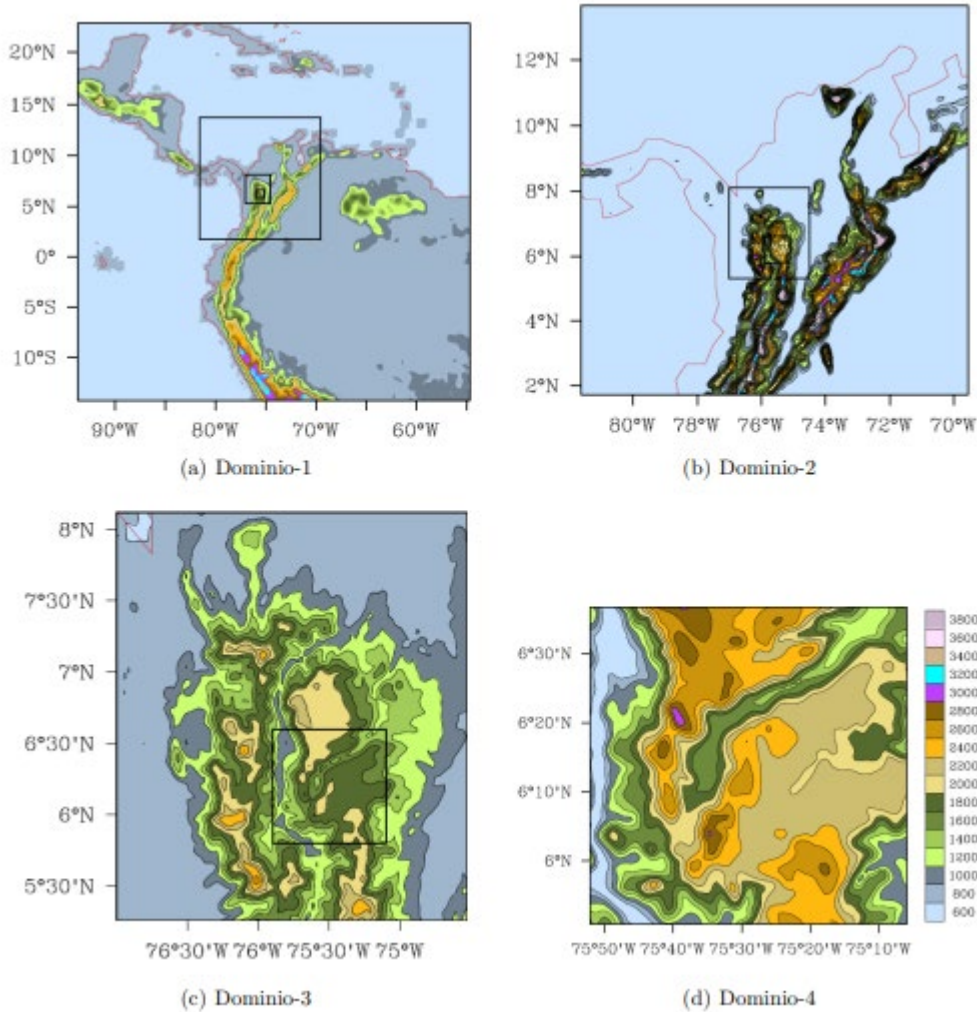 20°N
15°N
10°N
5°N
0°
5°S
10°S
90°W 80°W 70°W 60°W
(a) Dominio-1
12°N
10°N
8°N
6°N
4°N
2°N
80°W 78°W 76°W 74°W 72°W 70°W
(b) Dominio-2
8°N
7°30'N
7°N
6°30'N
6°N
5°30'N
76°30'W 76°W 75°30'W 75°W
(c) Dominio-3
6°30'N
6°20'N
6°10'N
6°N
75°50'W 75°40'W 75°30'W 75°20'W 75°10'W
3800
3600
3400
3200
3000
2800
2600
2400
2200
2000
1800
1600
1400
1200
1000
800
600
(d) Dominio-4